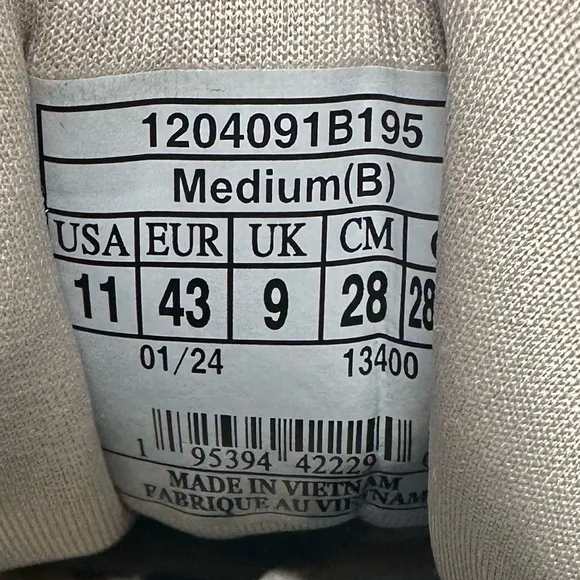 1204091B195
Medium(B)
USA EUR UK CM
11 43 9 28 28
01/24 13400
1 95394 42229
MADE IN VIETNAM
FABRIQUE AU VIETNAM